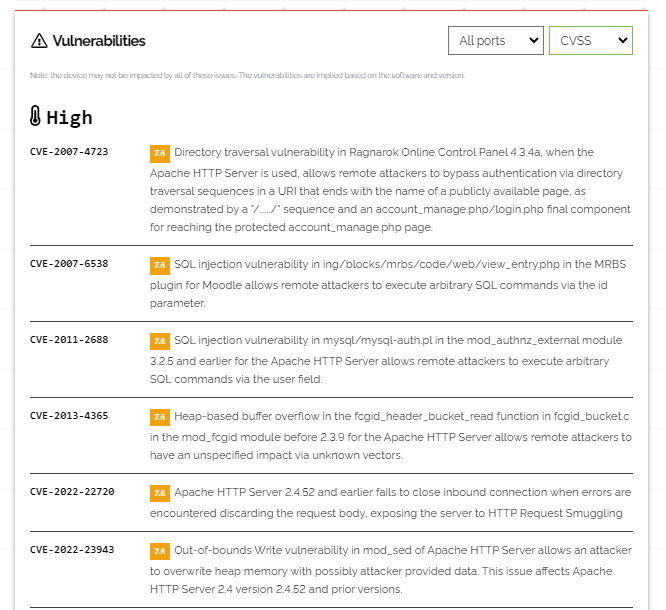 Vulnerabilities
All ports
CVSS
Note: the device may not be impacted by all of these issues. The vulnerabilities are implied based on the software and version.
High
CVE-2007-4723
7.5 Directory traversal vulnerability in Ragnarok Online Control Panel 4.3.4a, when the
Apache HTTP Server is used, allows remote attackers to bypass authentication via directory
traversal sequences in a URI that ends with the name of a publicly available page, as
demonstrated by a "/...../" sequence and an account_manage.php/login.php final component
for reaching the protected account_manage.php page.
CVE-2007-6538
7.5 SQL injection vulnerability in ing/blocks/mrbs/code/web/view_entry.php in the MRBS
plugin for Moodle allows remote attackers to execute arbitrary SQL commands via the id
parameter.
CVE-2011-2688
7.5 SQL injection vulnerability in mysql/mysql-auth.pl in the mod_authnz_external module
3.2.5 and earlier for the Apache HTTP Server allows remote attackers to execute arbitrary
SQL commands via the user field.
CVE-2013-4365
7.5 Heap-based buffer overflow in the fcgid_header_bucket_read function in fcgid_bucket.c
in the mod_fcgid module before 2.3.9 for the Apache HTTP Server allows remote attackers to
have an unspecified impact via unknown vectors.
CVE-2022-22720
7.5 Apache HTTP Server 2.4.52 and earlier fails to close inbound connection when errors are
encountered discarding the request body, exposing the server to HTTP Request Smuggling
CVE-2022-23943
7.5 Out-of-bounds Write vulnerability in mod_sed of Apache HTTP Server allows an attacker
to overwrite heap memory with possibly attacker provided data. This issue affects Apache
HTTP Server 2.4 version 2.4.52 and prior versions.